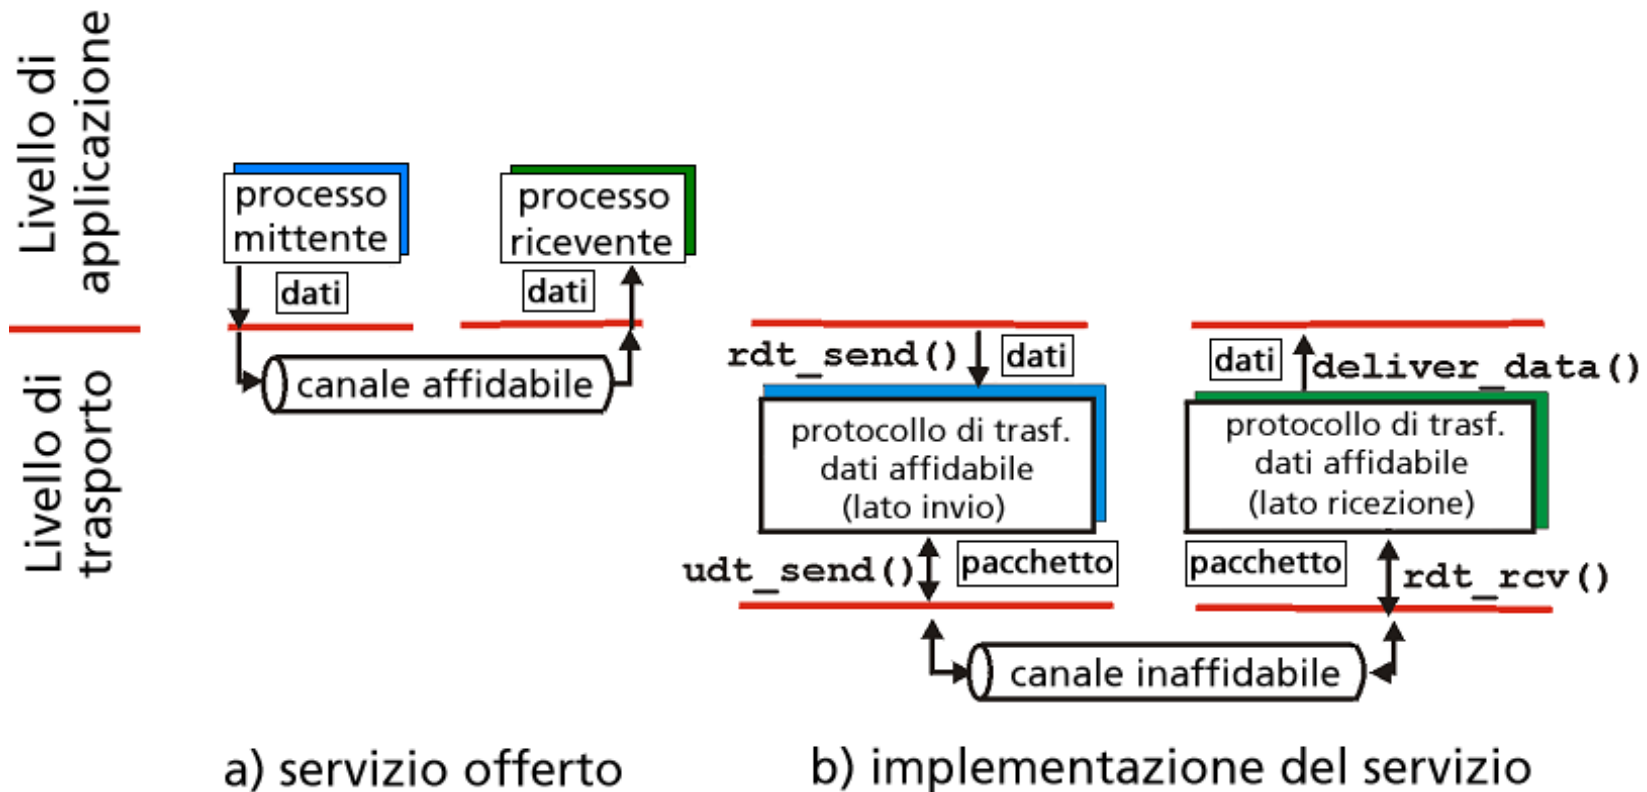 Livello di
applicazione
Livello di
trasporto
processo
mittente
dati
processo
ricevente
dati
canale affidabile
a) servizio offerto
rdt_send()
dati
dati
deliver_data()
protocollo di trasf.
dati affidabile
(lato invio)
protocollo di trasf.
dati affidabile
(lato ricezione)
udt_send()
pacchetto
pacchetto
rdt_rcv()
canale inaffidabile
b) implementazione del servizio